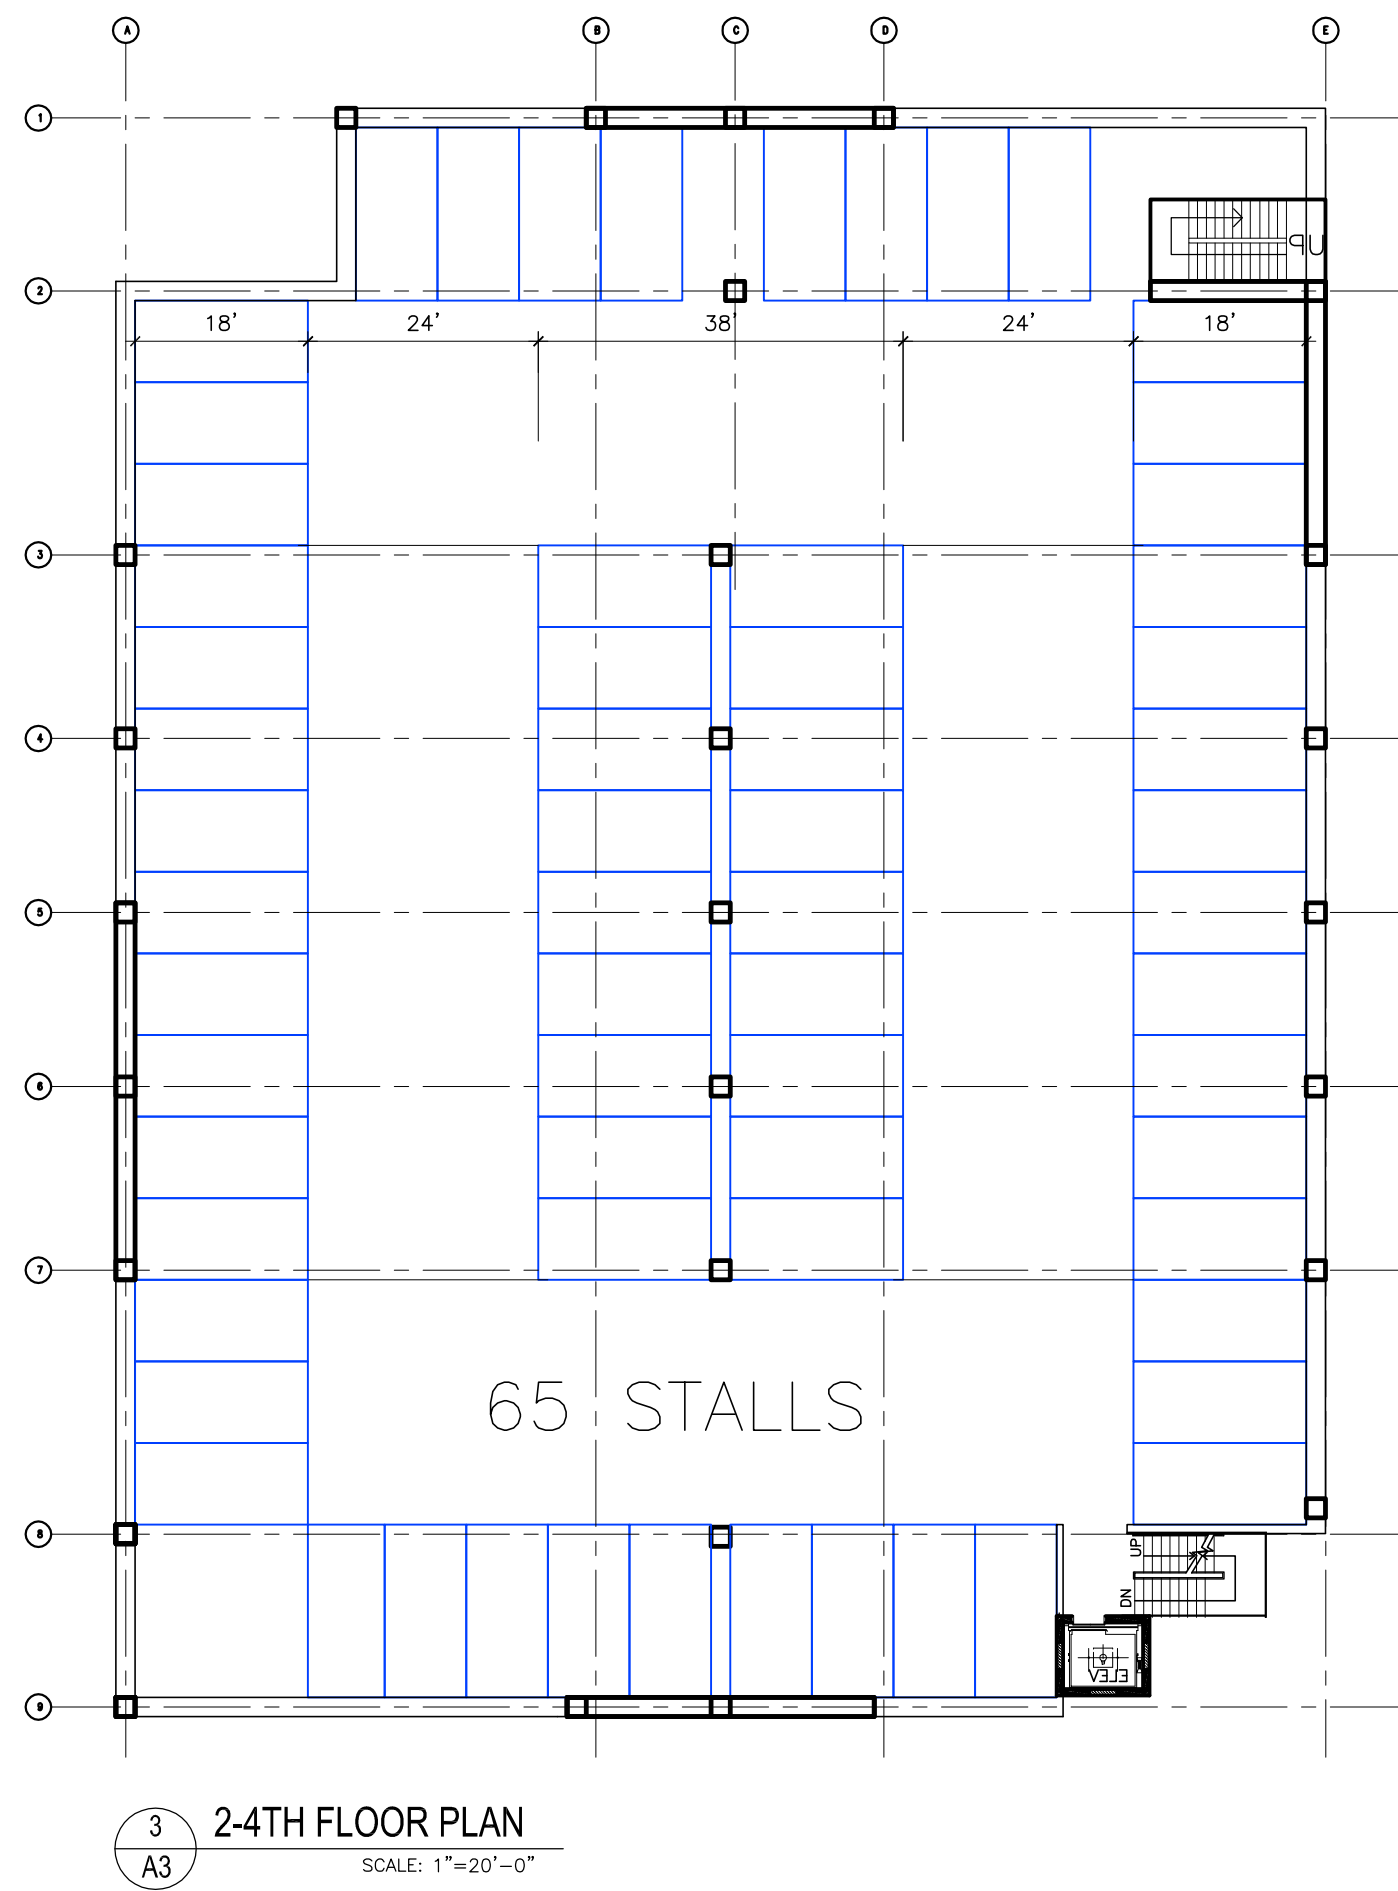 A B C D E
1
UP
2
18' 24' 38' 24' 18'
3
4
5
6
7
65 STALLS
8
UP
DN
ELEV
9
3
A3
2-4TH FLOOR PLAN
SCALE: 1"=20'-0"